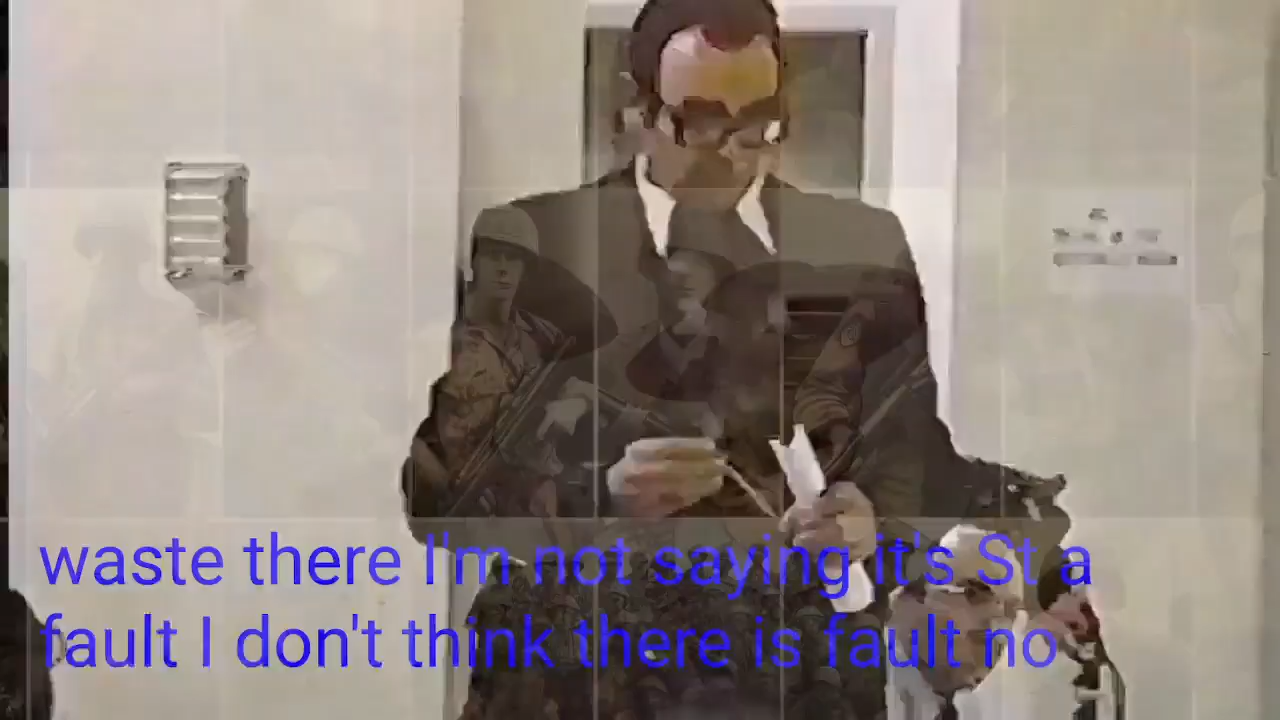 waste there I'm not saying it's St a
fault I don't think there is fault no